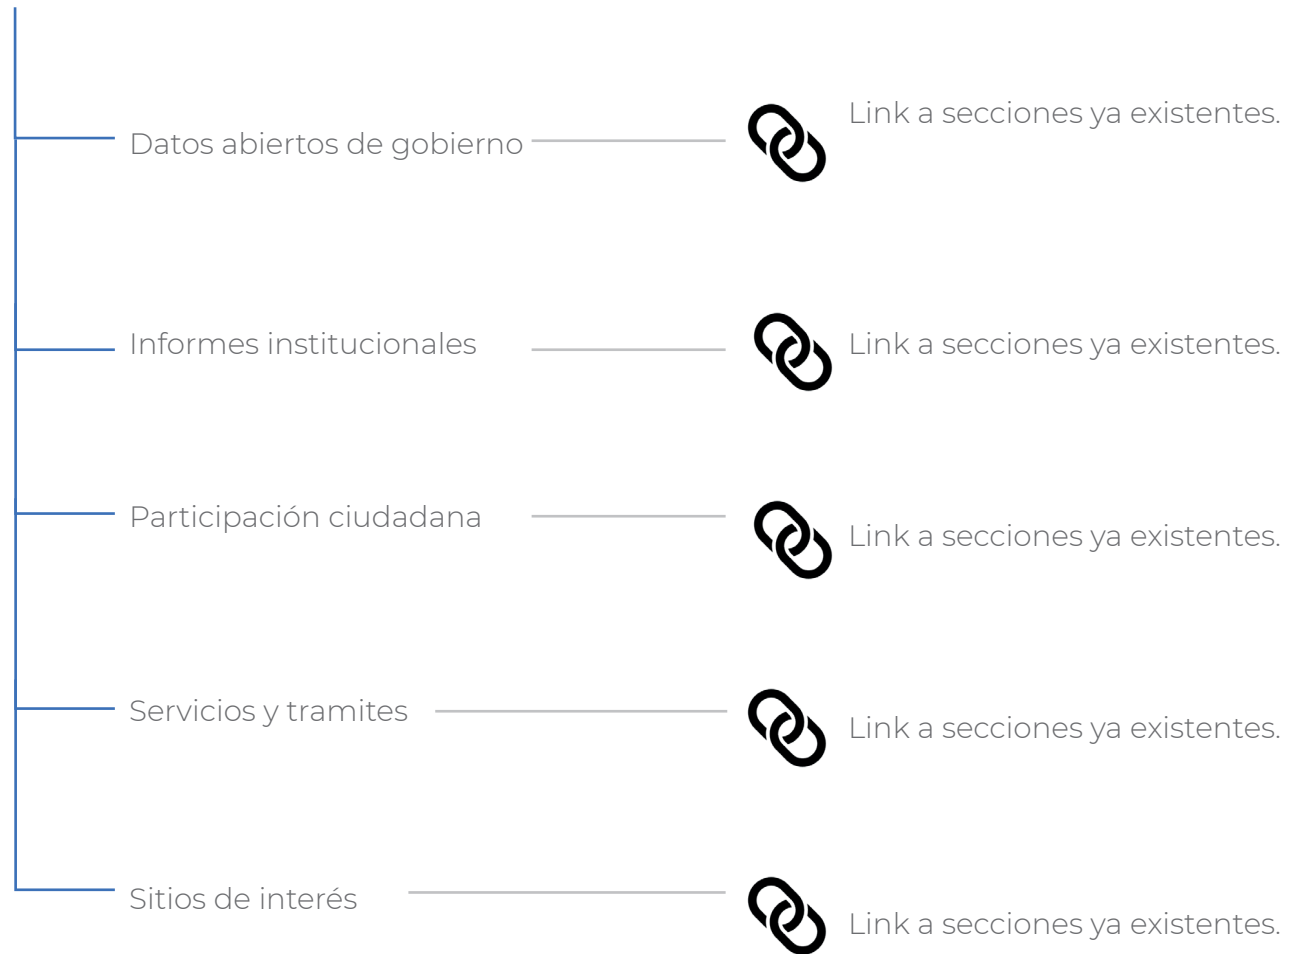 Datos abiertos de gobierno
Link a secciones ya existentes.
Informes institucionales
Link a secciones ya existentes.
Participación ciudadana
Link a secciones ya existentes.
Servicios y tramites
Link a secciones ya existentes.
Sitios de interés
Link a secciones ya existentes.